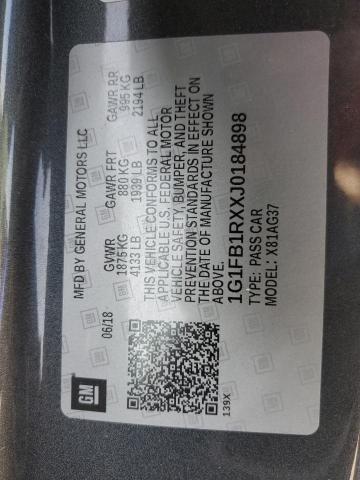 MFD BY GENERAL MOTORS LLC
06/18
GVWR GAWR FRT GAWR RR
1875 KG 880 KG 995 KG
4133 LB 1939 LB 2194 LB
THIS VEHICLE CONFORMS TO ALL
APPLICABLE U.S. FEDERAL MOTOR
VEHICLE SAFETY, BUMPER, AND THEFT
PREVENTION STANDARDS IN EFFECT ON
THE DATE OF MANUFACTURE SHOWN
ABOVE.
1G1FB1RXXJ0184898
TYPE: PASS CAR
MODEL: X81AG37
GM
139X